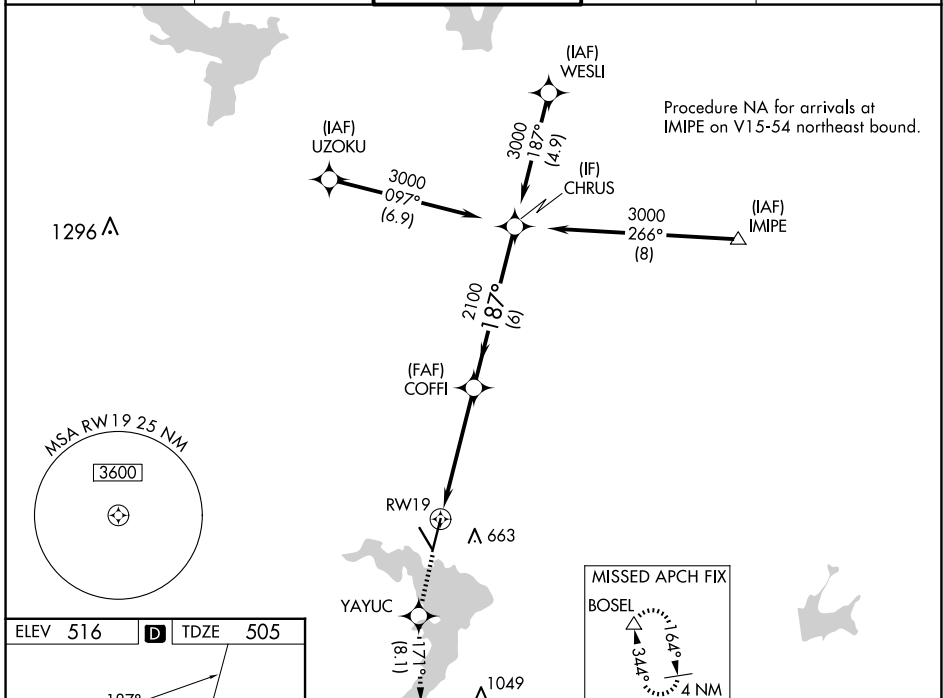 (IAF)
WESLI
Procedure NA for arrivals at
IMIPE on V15-54 northeast bound.
(IAF)
UZOKU
3000
187°
(4.9)
(IF)
CHRUS
3000
097°
(6.9)
3000
266°
(8)
(IAF)
IMIPE
1296
2100
187°
(6)
(FAF)
COFFI
MSA RW19 25 NM
3600
RW19
663
MISSED APCH FIX
BOSEL
164°
344°
4 NM
YAYUC
171°
(8.1)
1049
ELEV 516 D TDZE 505
187°